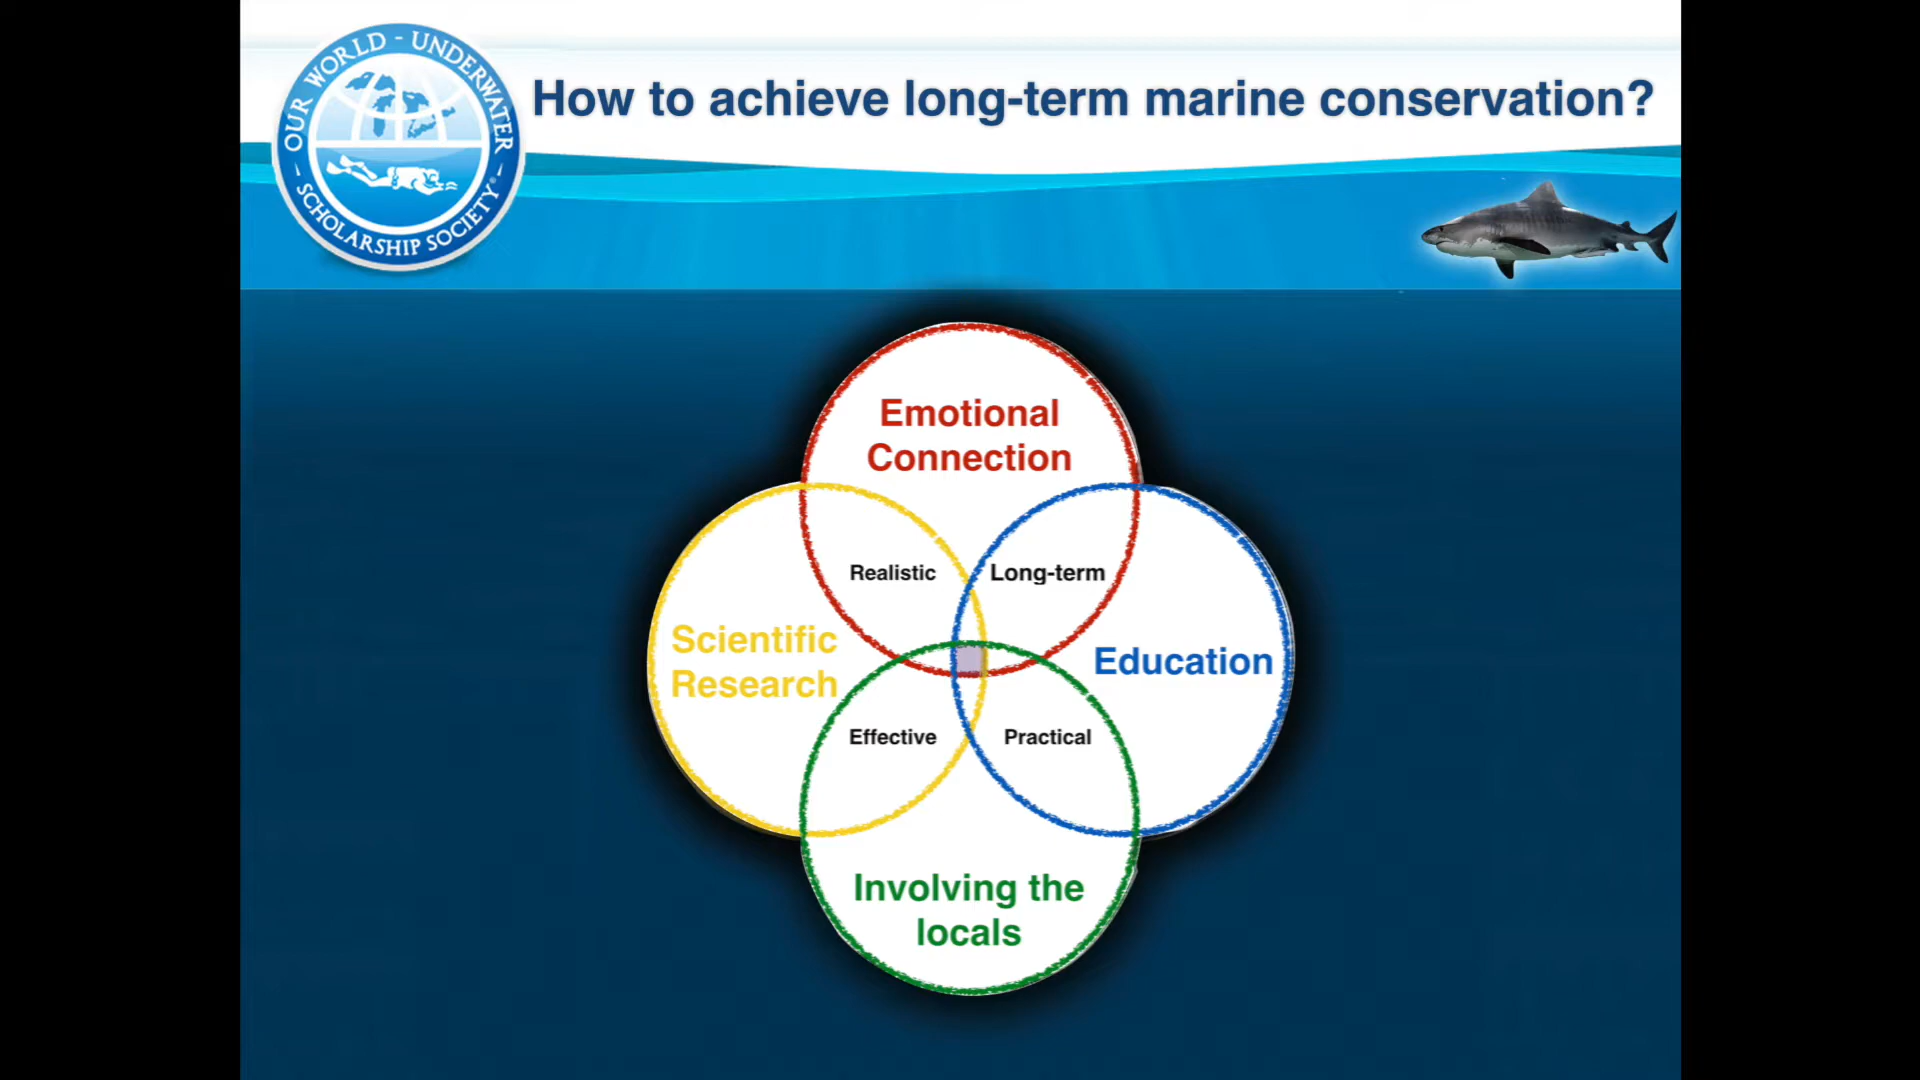 OUR WORLD - UNDERWATER
- SCHOLARSHIP SOCIETY® -
How to achieve long-term marine conservation?
Emotional
Connection
Realistic
Long-term
Scientific
Research
Education
Effective
Practical
Involving the
locals